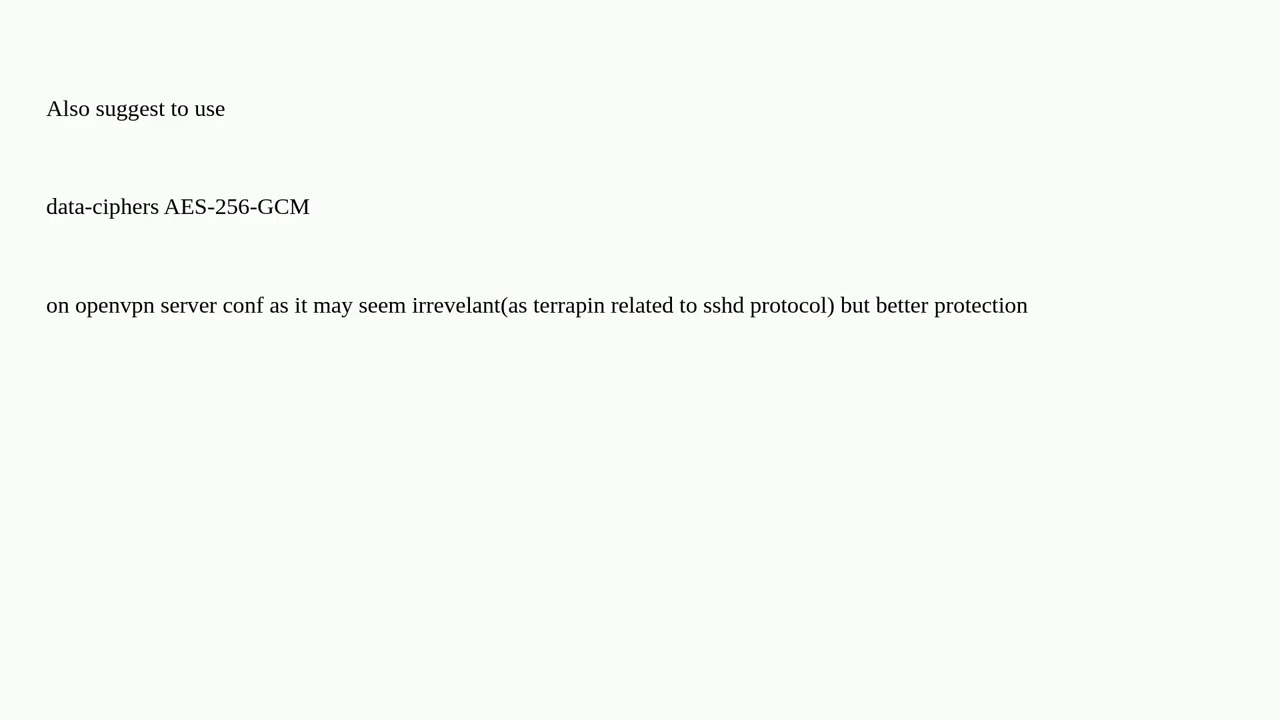 Also suggest to use
data-ciphers AES-256-GCM
on openvpn server conf as it may seem irrevelant(as terrapin related to sshd protocol) but better protection